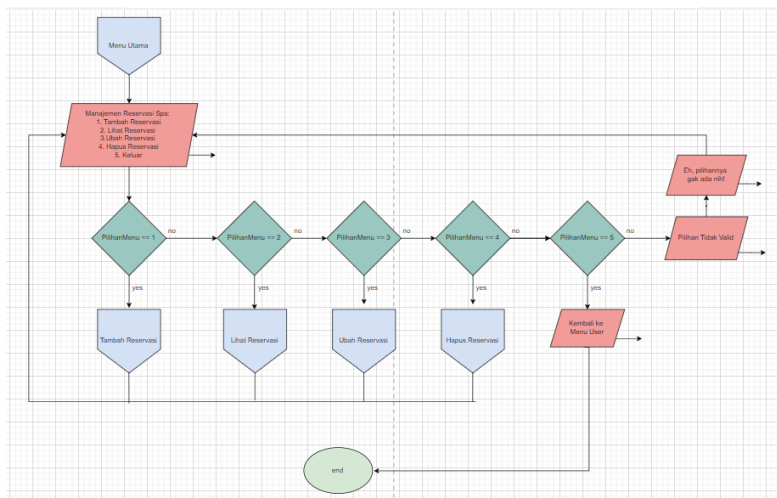 Menu Utama
Manajemen Reservasi Spa:
1. Tambah Reservasi
2. Lihat Reservasi
3.Ubah Reservasi
4. Hapus Reservasi
5. Keluar
Eh, pilihannya
gak ada nih!
PilihanMenu == 1
no
PilihanMenu == 2
no
PilihanMenu == 3
no
PilihanMenu == 4
no
PilihanMenu == 5
no
Pilihan Tidak Valid
yes
yes
yes
yes
yes
Tambah Reservasi
Lihat Reservasi
Ubah Reservasi
Hapus Reservasi
Kembali ke
Menu User
end